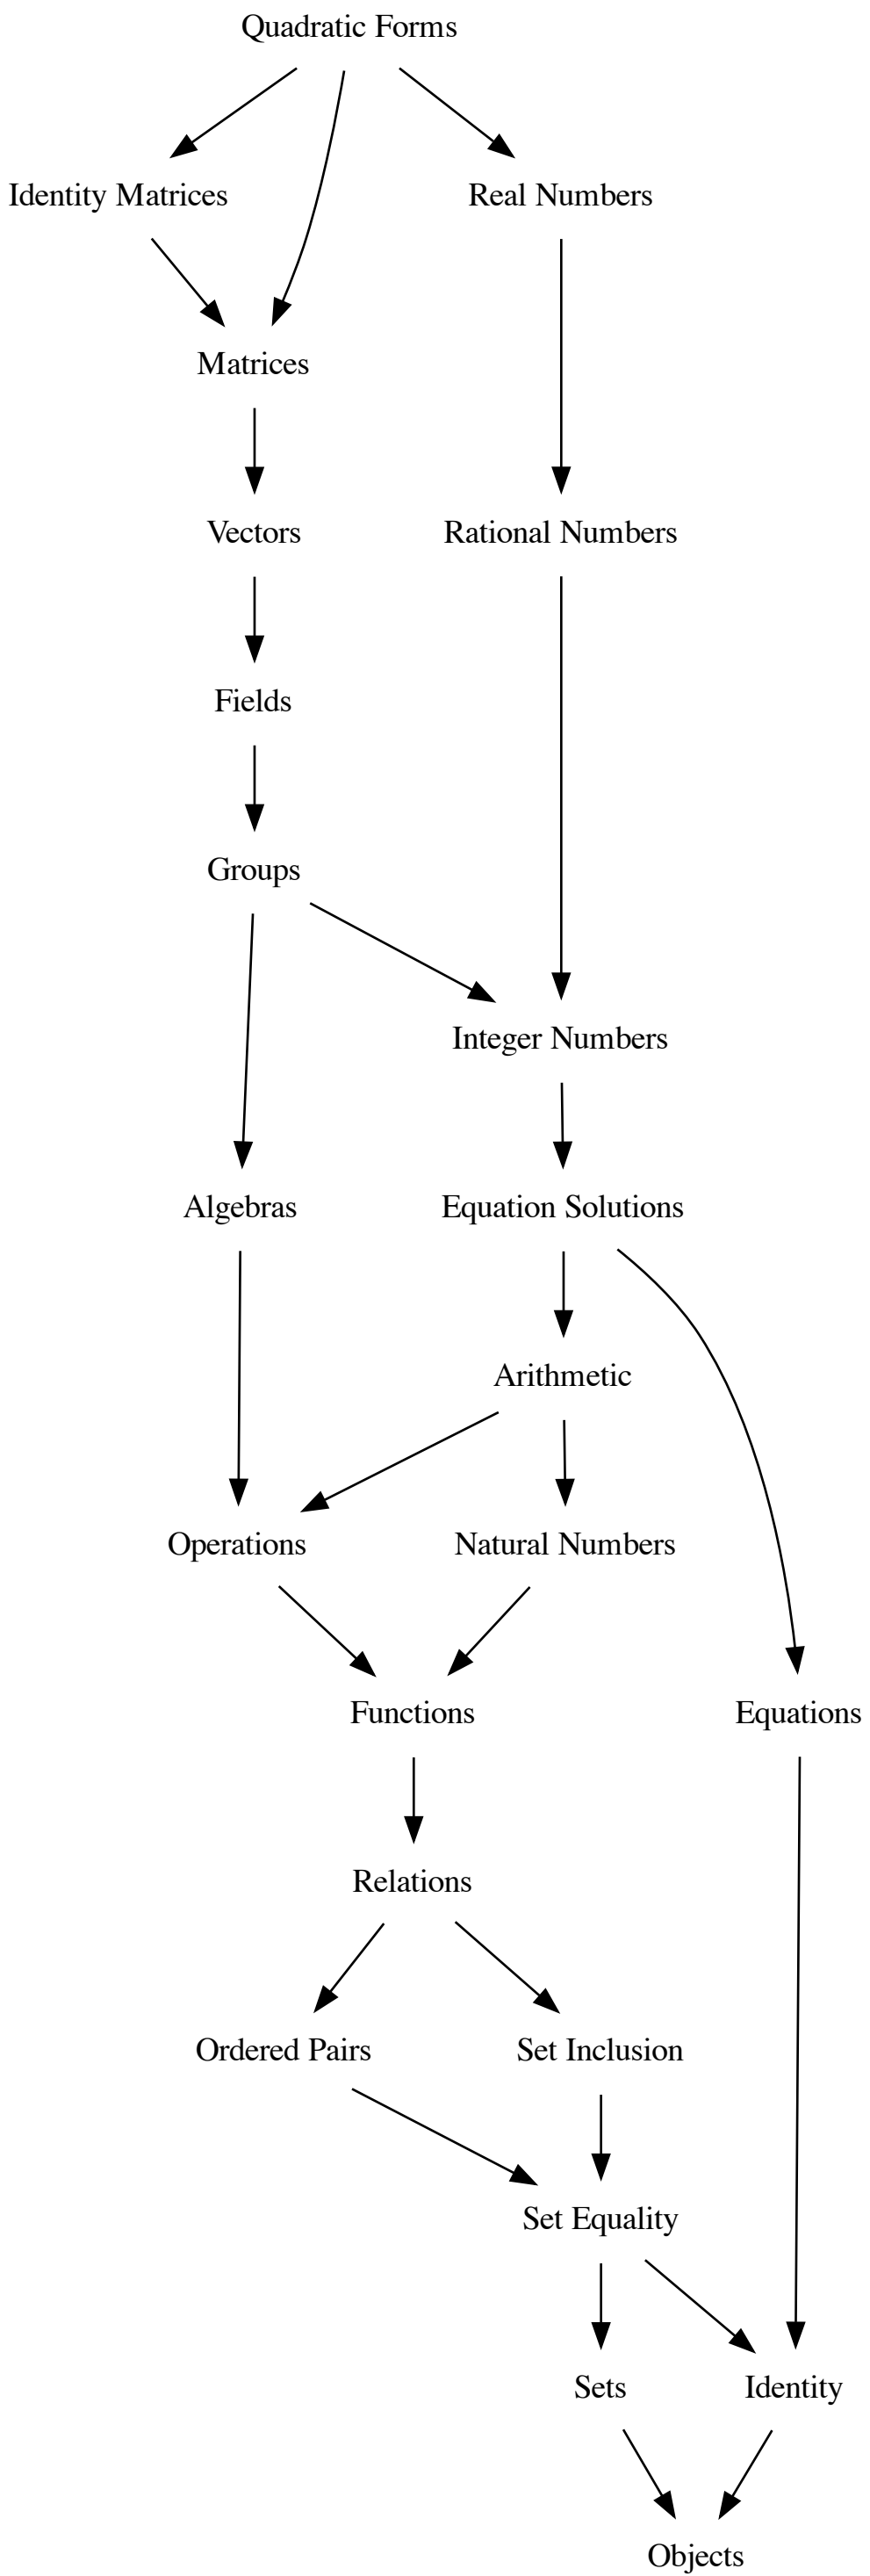 Quadratic Forms
Identity Matrices
Real Numbers
Matrices
Vectors
Rational Numbers
Fields
Groups
Integer Numbers
Algebras
Equation Solutions
Arithmetic
Operations
Natural Numbers
Functions
Equations
Relations
Ordered Pairs
Set Inclusion
Set Equality
Sets
Identity
Objects